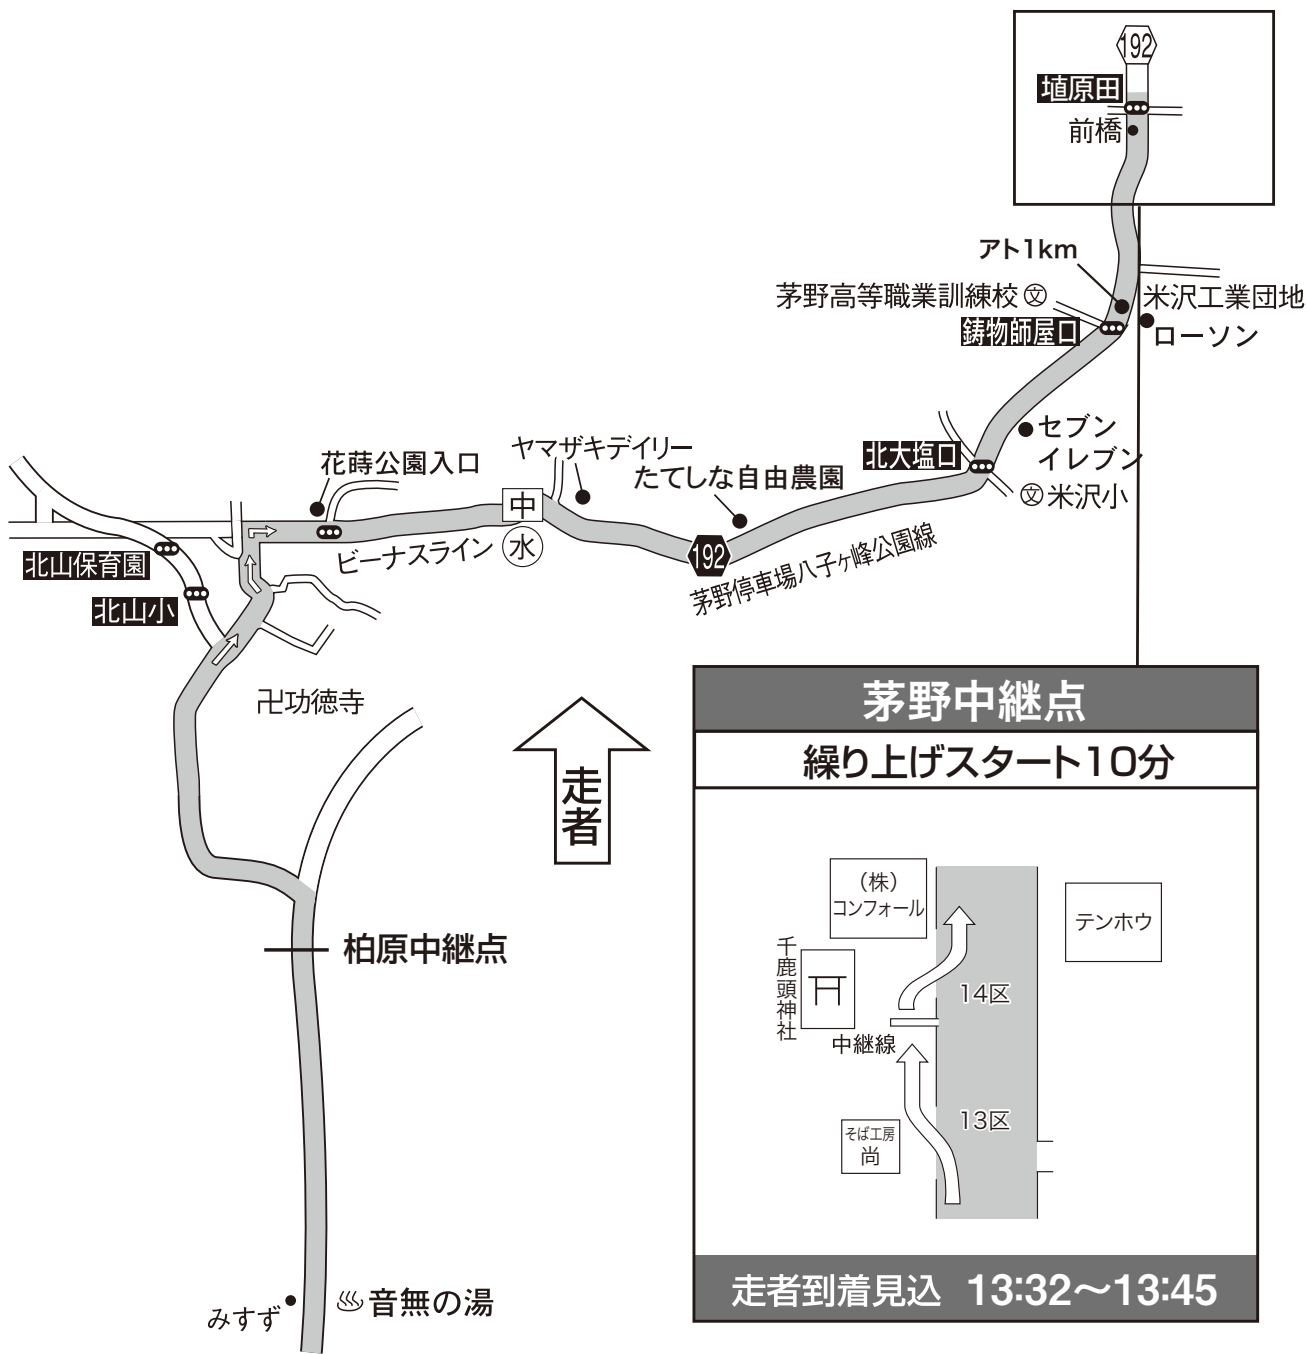 192
埴原田
前橋
アト1km
茅野高等職業訓練校 文
米沢工業団地
鋳物師屋口
ローソン
セブン
イレブン
北大塩口
文 米沢小
ヤマザキデイリー
花蒔公園入口
たてしな自由農園
中
水
ビーナスライン
192
茅野停車場八子ヶ峰公園線
北山保育園
北山小
卍功徳寺
走者
柏原中継点
みすず
♨音無の湯
茅野中継点
繰り上げスタート10分
(株)
コンフォール
テンホウ
千鹿頭神社
14区
中継線
13区
そば工房
尚
走者到着見込 13:32～13:45